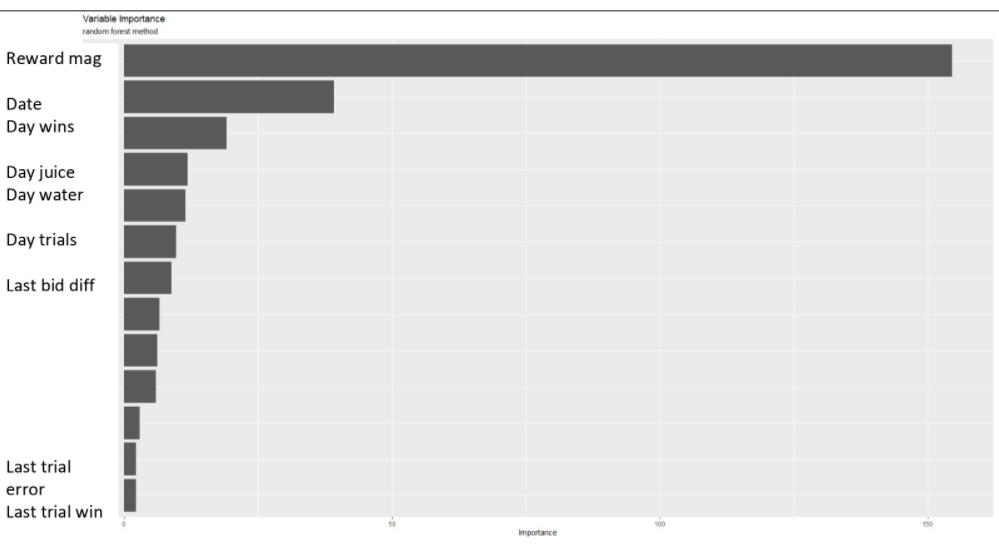 Variable Importance
random forest method
Reward mag
Date
Day wins
Day juice
Day water
Day trials
Last bid diff
Last trial
error
Last trial win
0
50
100
150
Importance